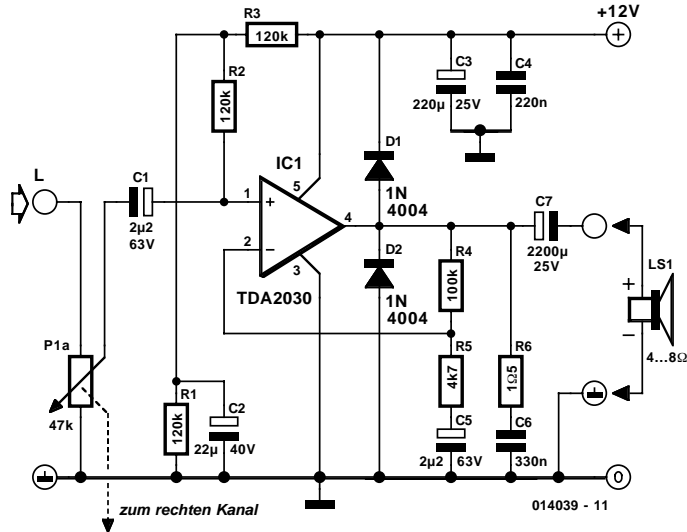 R3
120k
+12V
R2
120k
C3
220µ 25V
C4
220n
IC1
D1
1N
4004
L
C1
2µ2
63V
1
+
5
2
−
3
4
TDA2030
D2
1N
4004
R4
100k
C7
2200µ
25V
LS1
+
−
4...8Ω
P1a
47k
R1
120k
C2
22µ 40V
R5
4k7
R6
1Ω5
C5
2µ2 63V
C6
330n
0
zum rechten Kanal
014039 - 11